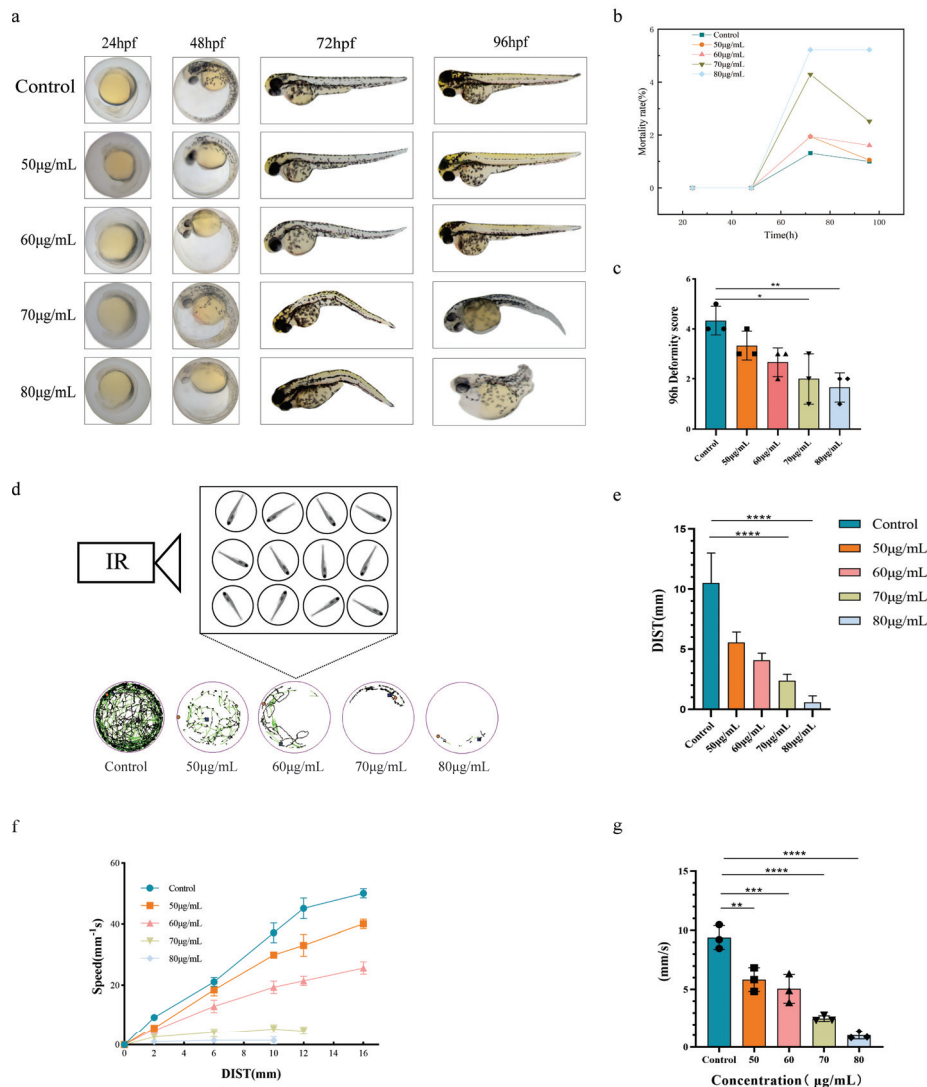 a
24hpf 48hpf 72hpf 96hpf
Control
50μg/mL
60μg/mL
70μg/mL
80μg/mL
b
Control
50μg/mL
60μg/mL
70μg/mL
80μg/mL
Mortality rate(%)
6
4
2
0
20 40 60 80 100
Time(h)
c
**
*
96h Deformity score
6
4
2
0
Control 50μg/mL 60μg/mL 70μg/mL 80μg/mL
d
IR
Control 50μg/mL 60μg/mL 70μg/mL 80μg/mL
e
****
****
DIST(mm)
15
10
5
0
Control 50μg/mL 60μg/mL 70μg/mL 80μg/mL
Control
50μg/mL
60μg/mL
70μg/mL
80μg/mL
f
Speed(mm⁻¹s)
60
40
20
0
Control
50μg/mL
60μg/mL
70μg/mL
80μg/mL
0 2 4 6 8 10 12 14 16
DIST(mm)
g
****
****
***
**
(mm/s)
15
10
5
0
Control 50 60 70 80
Concentration（ μg/mL）